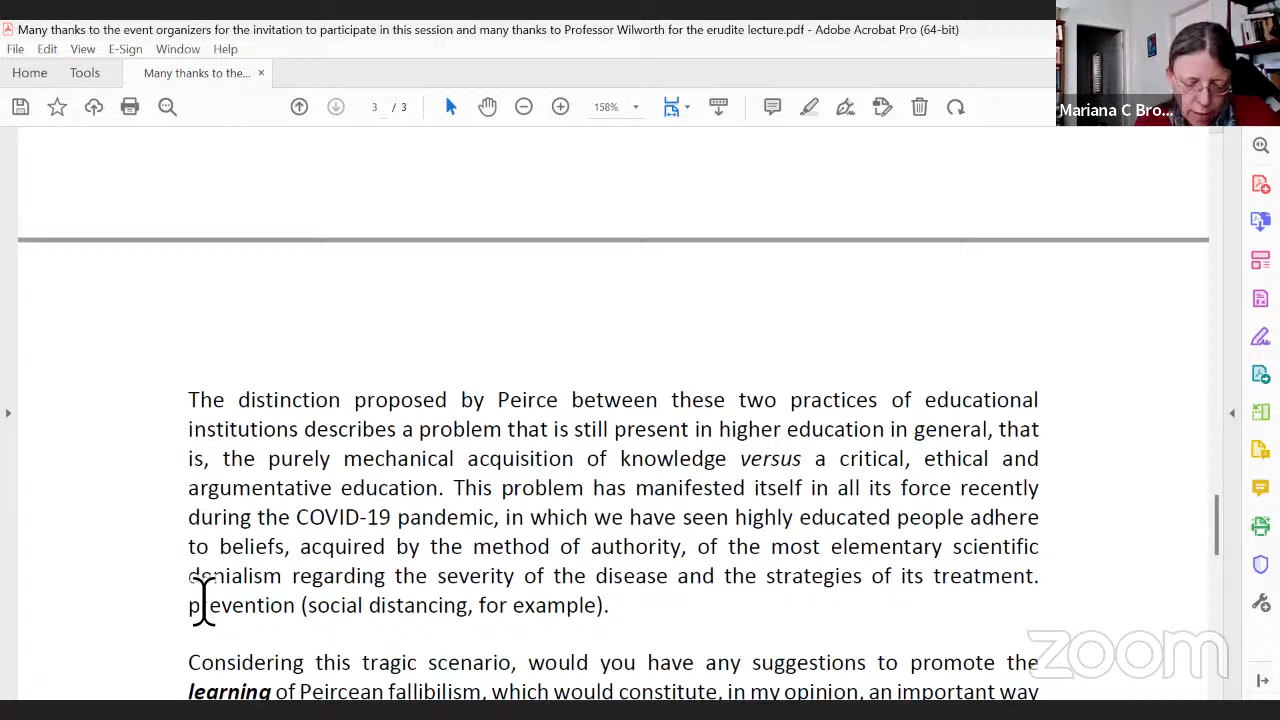 Many thanks to the event organizers for the invitation to participate in this session and many thanks to Professor Wilworth for the erudite lecture.pdf - Adobe Acrobat Pro (64-bit)
File Edit View E-Sign Window Help
Home Tools Many thanks to the... ×
3 / 3 158%
Mariana C Bro...
The distinction proposed by Peirce between these two practices of educational
institutions describes a problem that is still present in higher education in general, that
is, the purely mechanical acquisition of knowledge versus a critical, ethical and
argumentative education. This problem has manifested itself in all its force recently
during the COVID-19 pandemic, in which we have seen highly educated people adhere
to beliefs, acquired by the method of authority, of the most elementary scientific
denialism regarding the severity of the disease and the strategies of its treatment.
prevention (social distancing, for example).
Considering this tragic scenario, would you have any suggestions to promote the
learning of Peircean fallibilism, which would constitute, in my opinion, an important way
zoom